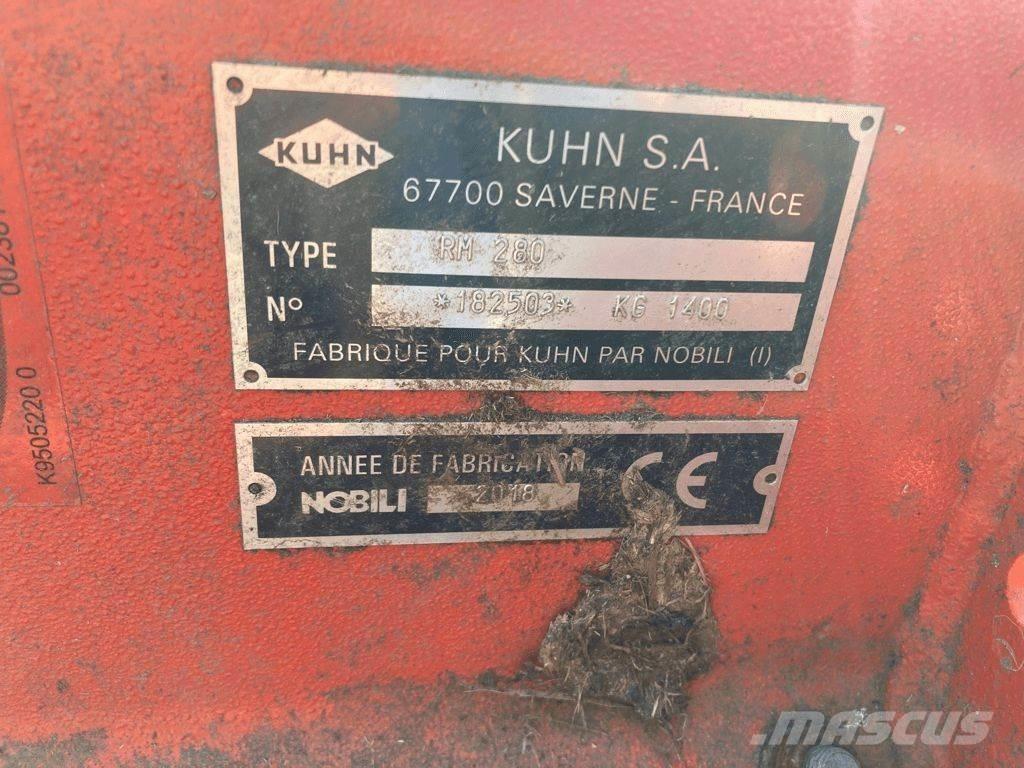 KUHN
KUHN S.A.
67700 SAVERNE - FRANCE
TYPE RM 280
N° *182503* KG 1400
FABRIQUE POUR KUHN PAR NOBILI (I)
ANNEE DE FABRICATION
NOBILI 2018 CE
K9505220 0
MASCUS